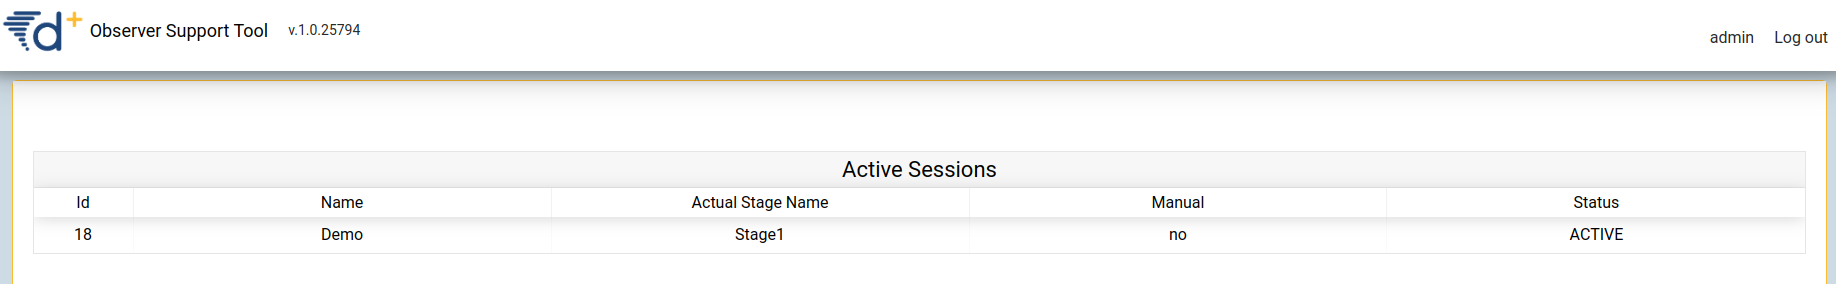 d+ Observer Support Tool v.1.0.25794 admin Log out
Active Sessions
Id Name Actual Stage Name Manual Status
18 Demo Stage1 no ACTIVE